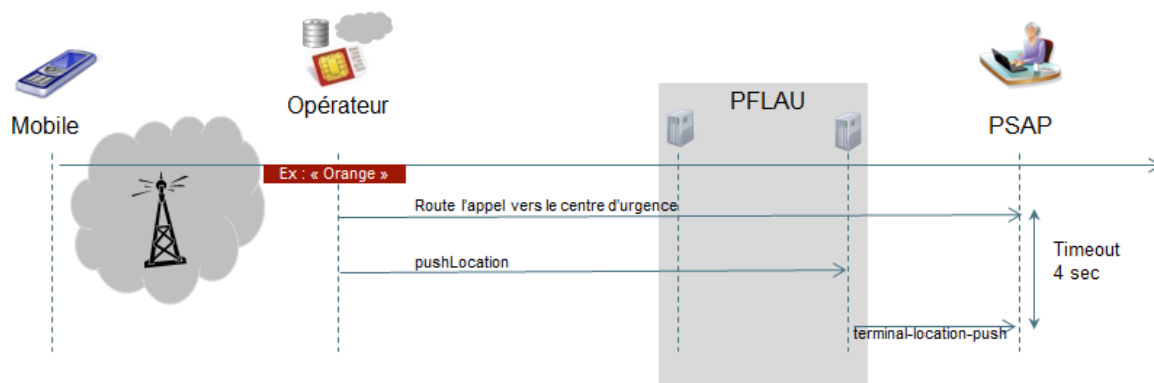 Mobile
Opérateur
PFLAU
PSAP
Ex : « Orange »
Route l'appel vers le centre d'urgence
pushLocation
Timeout
4 sec
terminal-location-push